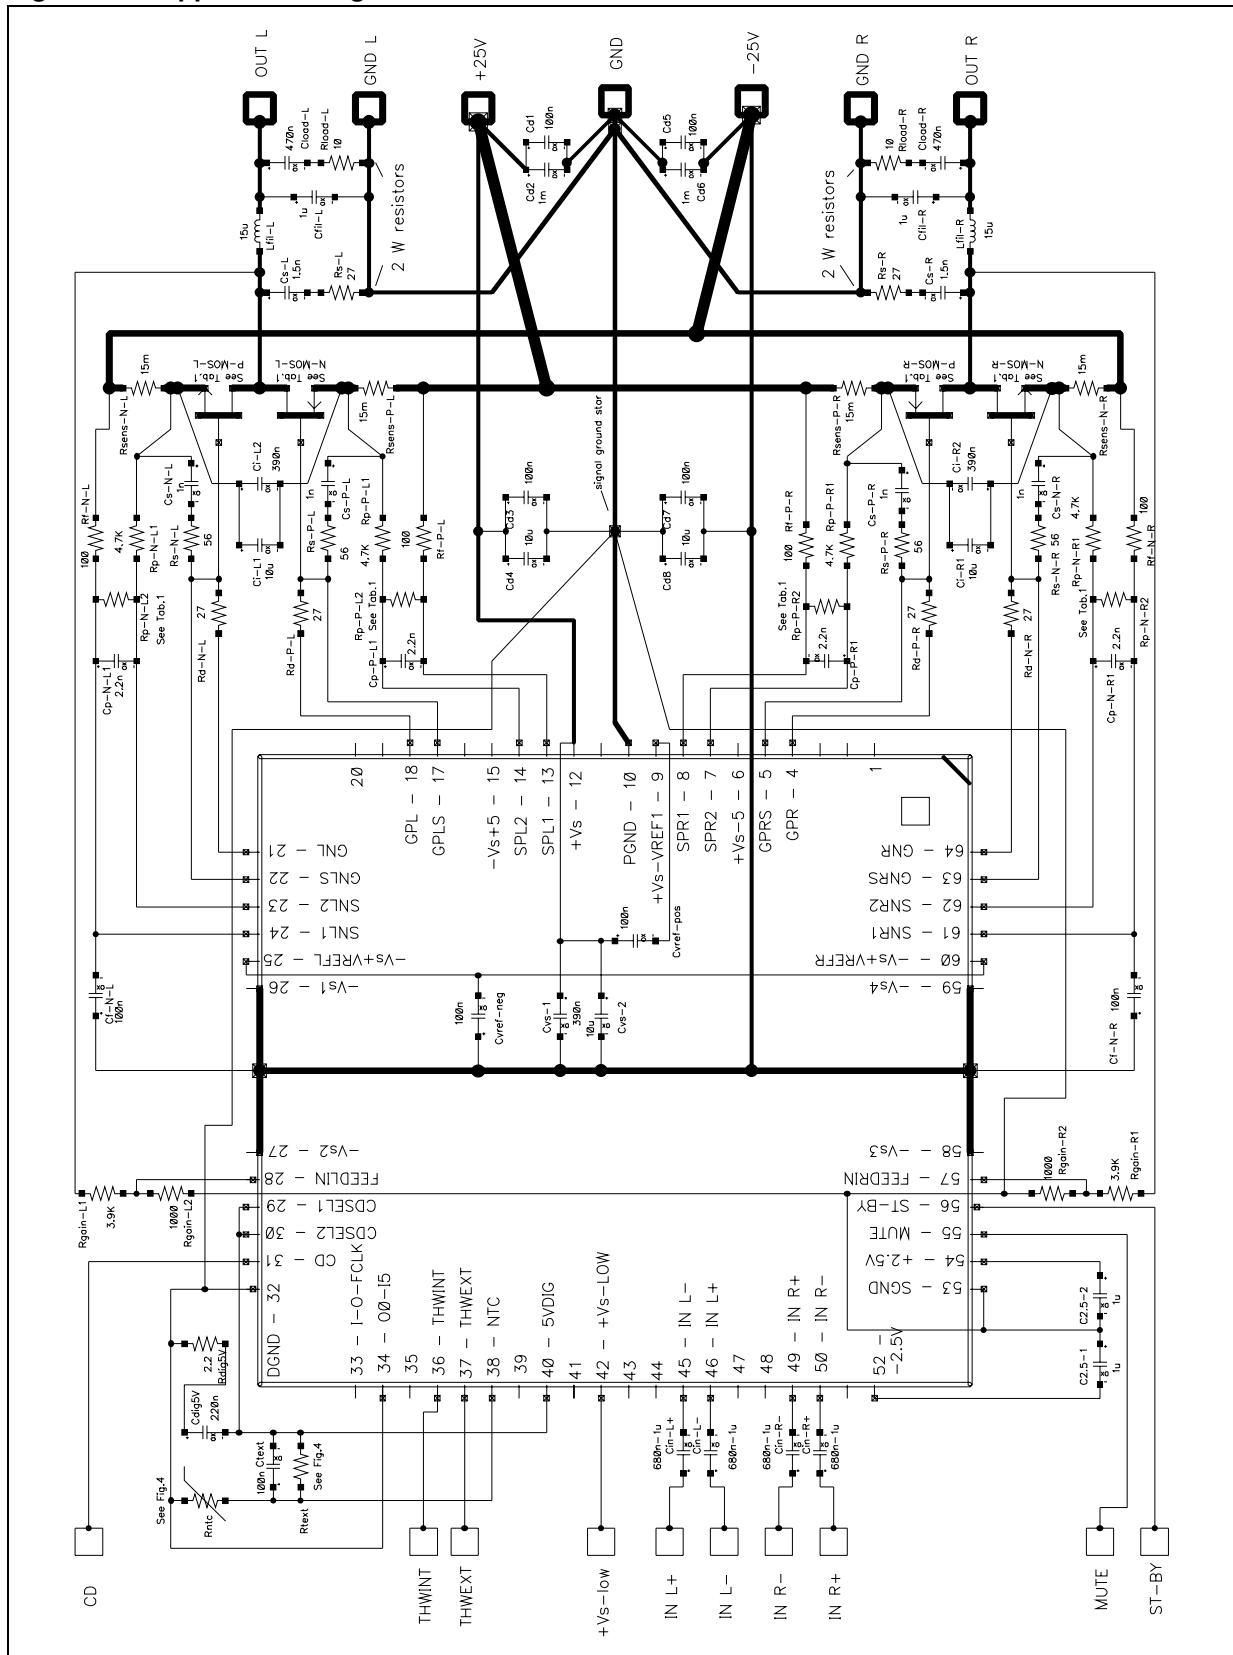 OUT L
GND L
+25V
GND
-25V
GND R
OUT R
470n
Cload-L
Rload-L
10
1u
Cfil-L
15u
Lfil-L
Cs-L
1.5n
Rs-L
27
2 W resistors
Cd1
100n
Cd2
1m
Cd5
100n
1m
Cd6
10
Rload-R
Cload-R
470n
1u
Cfil-R
Lfil-R
15u
2 W resistors
Rs-R
27
Cs-R
1.5n
15m
Rsens-N-L
See Tab.1
P-MOS-L
See Tab.1
N-MOS-L
15m
Rsens-P-L
15m
Rsens-P-R
See Tab.1
P-MOS-R
See Tab.1
N-MOS-R
15m
Rsens-N-R
signal ground star
Rf-N-L
100
4.7K
Rp-N-L1
Cs-N-L
1n
Rs-N-L
56
Ci-L2
390n
Ci-L1
10u
1n
Cs-P-L
Rs-P-L
56
Rp-P-L1
4.7K
100
Rf-P-L
100n
Cd3
10u
Cd4
100n
Cd7
10u
Cd8
Rf-P-R
100
Rp-P-R1
4.7K
Cs-P-R
1n
Rs-P-R
56
Ci-R2
390n
Ci-R1
10u
1n
Cs-N-R
Rs-N-R
56
4.7K
Rp-N-R1
100
Rf-N-R
Rp-N-L2
See Tab.1
Cp-N-L1
2.2n
27
Rd-N-L
27
Rd-P-L
Rp-P-L2
See Tab.1
Cp-P-L1
2.2n
See Tab.1
Rp-P-R2
2.2n
Cp-P-R1
27
Rd-P-R
27
Rd-N-R
See Tab.1
Rp-N-R2
2.2n
Cp-N-R1
20
GPL - 18
GPLS - 17
-Vs+5 - 15
SPL2 - 14
SPL1 - 13
+Vs - 12
PGND - 10
+Vs-VREF1 - 9
SPR1 - 8
SPR2 - 7
+Vs-5 - 6
GPRS - 5
GPR - 4
1
21 - GNL
22 - GNLS
23 - SNL2
24 - SNL1
25 - -Vs+VREFL
26 - -Vs1
64 - GNR
63 - GNRS
62 - SNR2
61 - SNR1
60 - -Vs+VREFR
59 - -Vs4
Cf-N-L
100n
100n
Cvref-neg
Cvs-1
390n
10u
Cvs-2
100n
Cvref-pos
100n
Cf-N-R
27 - -Vs2
28 - FEEDLIN
29 - CDSEL1
30 - CDSEL2
31 - CD
DGND - 32
58 - -Vs3
57 - FEEDRIN
56 - ST-BY
55 - MUTE
54 - +2.5V
53 - SGND
Rgain-L1
3.9K
1000
Rgain-L2
1000
Rgain-R2
3.9K
Rgain-R1
33 - I-O-FCLK
34 - O0-I5
35
36 - THWINT
37 - THWEXT
38 - NTC
39
40 - 5VDIG
41
42 - +Vs-LOW
43
44
45 - IN L-
46 - IN L+
47
48
49 - IN R+
50 - IN R-
52 -
-2.5V
2.2
Rdig5V
Cdig5V
220n
C2.5-2
1u
C2.5-1
1u
See Fig.4
Rntc
100n
Ctext
See Fig.4
Rtext
680n-1u
Cin-L+
Cin-L-
680n-1u
680n-1u
Cin-R-
Cin-R+
680n-1u
CD
THWINT
THWEXT
+Vs-low
IN L+
IN L-
IN R-
IN R+
MUTE
ST-BY